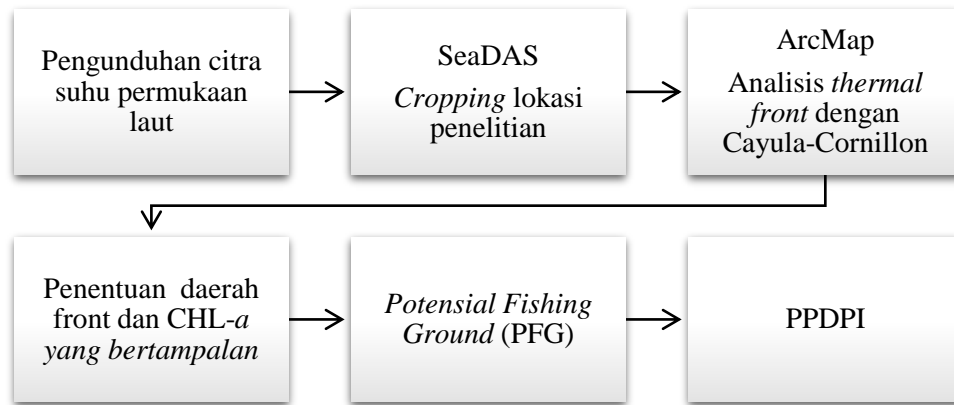 Pengunduhan citra
suhu permukaan
laut
SeaDAS
Cropping lokasi
penelitian
ArcMap
Analisis thermal
front dengan
Cayula-Cornillon
Penentuan daerah
front dan CHL-a
yang bertampalan
Potensial Fishing
Ground (PFG)
PPDPI